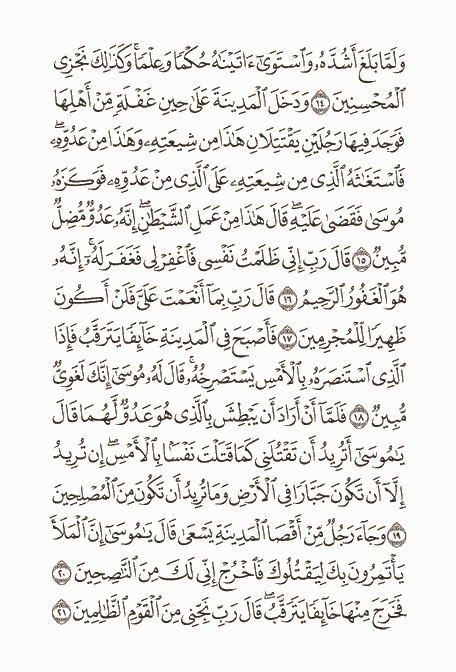 وَلَمَّا بَلَغَ أَشُدَّهُۥ وَٱسْتَوَىٰٓ ءَاتَيْنَٰهُ حُكْمًا وَعِلْمًا ۚ وَكَذَٰلِكَ نَجْزِى
ٱلْمُحْسِنِينَ ١٤ وَدَخَلَ ٱلْمَدِينَةَ عَلَىٰ حِينِ غَفْلَةٍ مِّنْ أَهْلِهَا
فَوَجَدَ فِيهَا رَجُلَيْنِ يَقْتَتِلَانِ هَٰذَا مِن شِيعَتِهِۦ وَهَٰذَا مِنْ عَدُوِّهِۦ ۖ
فَٱسْتَغَٰثَهُ ٱلَّذِى مِن شِيعَتِهِۦ عَلَى ٱلَّذِى مِنْ عَدُوِّهِۦ فَوَكَزَهُۥ
مُوسَىٰ فَقَضَىٰ عَلَيْهِ ۖ قَالَ هَٰذَا مِنْ عَمَلِ ٱلشَّيْطَٰنِ ۖ إِنَّهُۥ عَدُوٌّ مُّضِلٌّ
مُّبِينٌ ١٥ قَالَ رَبِّ إِنِّى ظَلَمْتُ نَفْسِى فَٱغْفِرْ لِى فَغَفَرَ لَهُۥٓ ۚ إِنَّهُۥ
هُوَ ٱلْغَفُورُ ٱلرَّحِيمُ ١٦ قَالَ رَبِّ بِمَآ أَنْعَمْتَ عَلَىَّ فَلَنْ أَكُونَ
ظَهِيرًا لِّلْمُجْرِمِينَ ١٧ فَأَصْبَحَ فِى ٱلْمَدِينَةِ خَآئِفًا يَتَرَقَّبُ فَإِذَا
ٱلَّذِى ٱسْتَنصَرَهُۥ بِٱلْأَمْسِ يَسْتَصْرِخُهُۥ ۚ قَالَ لَهُۥ مُوسَىٰٓ إِنَّكَ لَغَوِىٌّ
مُّبِينٌ ١٨ فَلَمَّآ أَنْ أَرَادَ أَن يَبْطِشَ بِٱلَّذِى هُوَ عَدُوٌّ لَّهُمَا قَالَ
يَٰمُوسَىٰٓ أَتُرِيدُ أَن تَقْتُلَنِى كَمَا قَتَلْتَ نَفْسًۢا بِٱلْأَمْسِ ۖ إِن تُرِيدُ
إِلَّآ أَن تَكُونَ جَبَّارًا فِى ٱلْأَرْضِ وَمَا تُرِيدُ أَن تَكُونَ مِنَ ٱلْمُصْلِحِينَ
١٩ وَجَآءَ رَجُلٌ مِّنْ أَقْصَا ٱلْمَدِينَةِ يَسْعَىٰ قَالَ يَٰمُوسَىٰٓ إِنَّ ٱلْمَلَأَ
يَأْتَمِرُونَ بِكَ لِيَقْتُلُوكَ فَٱخْرُجْ إِنِّى لَكَ مِنَ ٱلنَّٰصِحِينَ ٢٠
فَخَرَجَ مِنْهَا خَآئِفًا يَتَرَقَّبُ ۖ قَالَ رَبِّ نَجِّنِى مِنَ ٱلْقَوْمِ ٱلظَّٰلِمِينَ ٢١